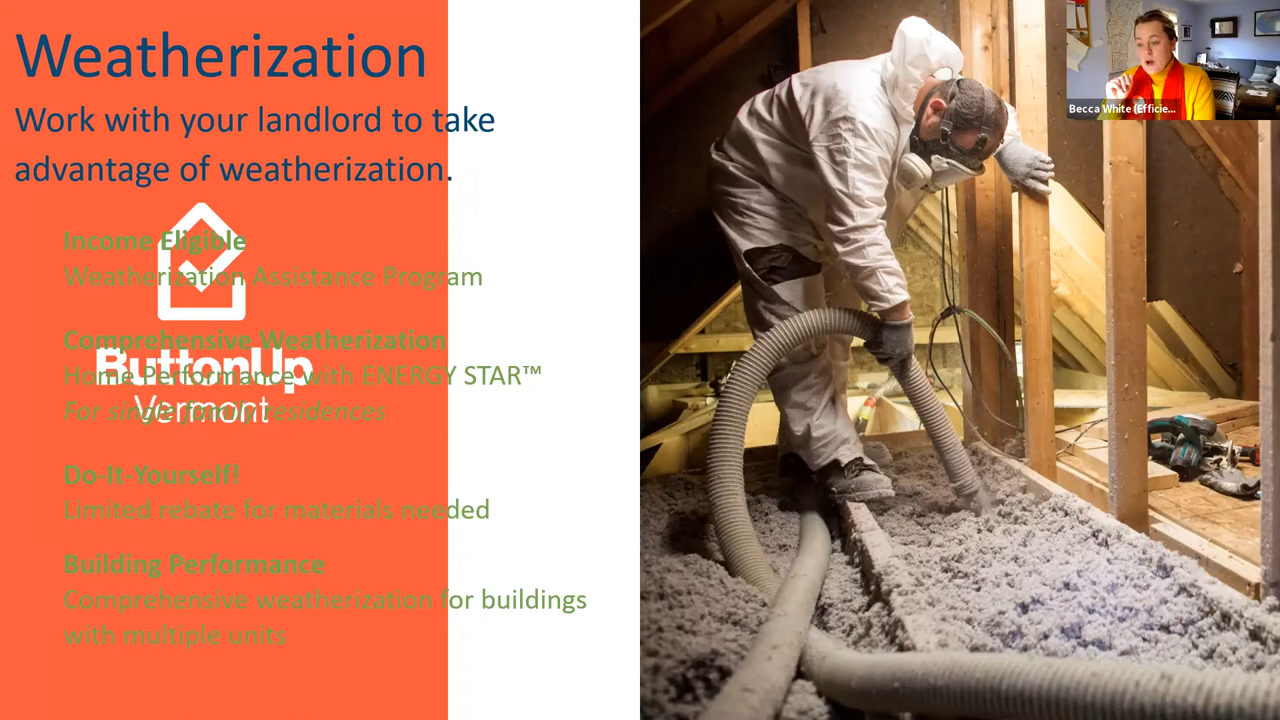 Weatherization
Work with your landlord to take
advantage of weatherization.
Income Eligible
Weatherization Assistance Program
Comprehensive Weatherization
Home Performance with ENERGY STAR™
For single family residences
Do-It-Yourself!
Limited rebate for materials needed
Building Performance
Comprehensive weatherization for buildings
with multiple units
ButtonUp
Vermont
Becca White (Efficie...